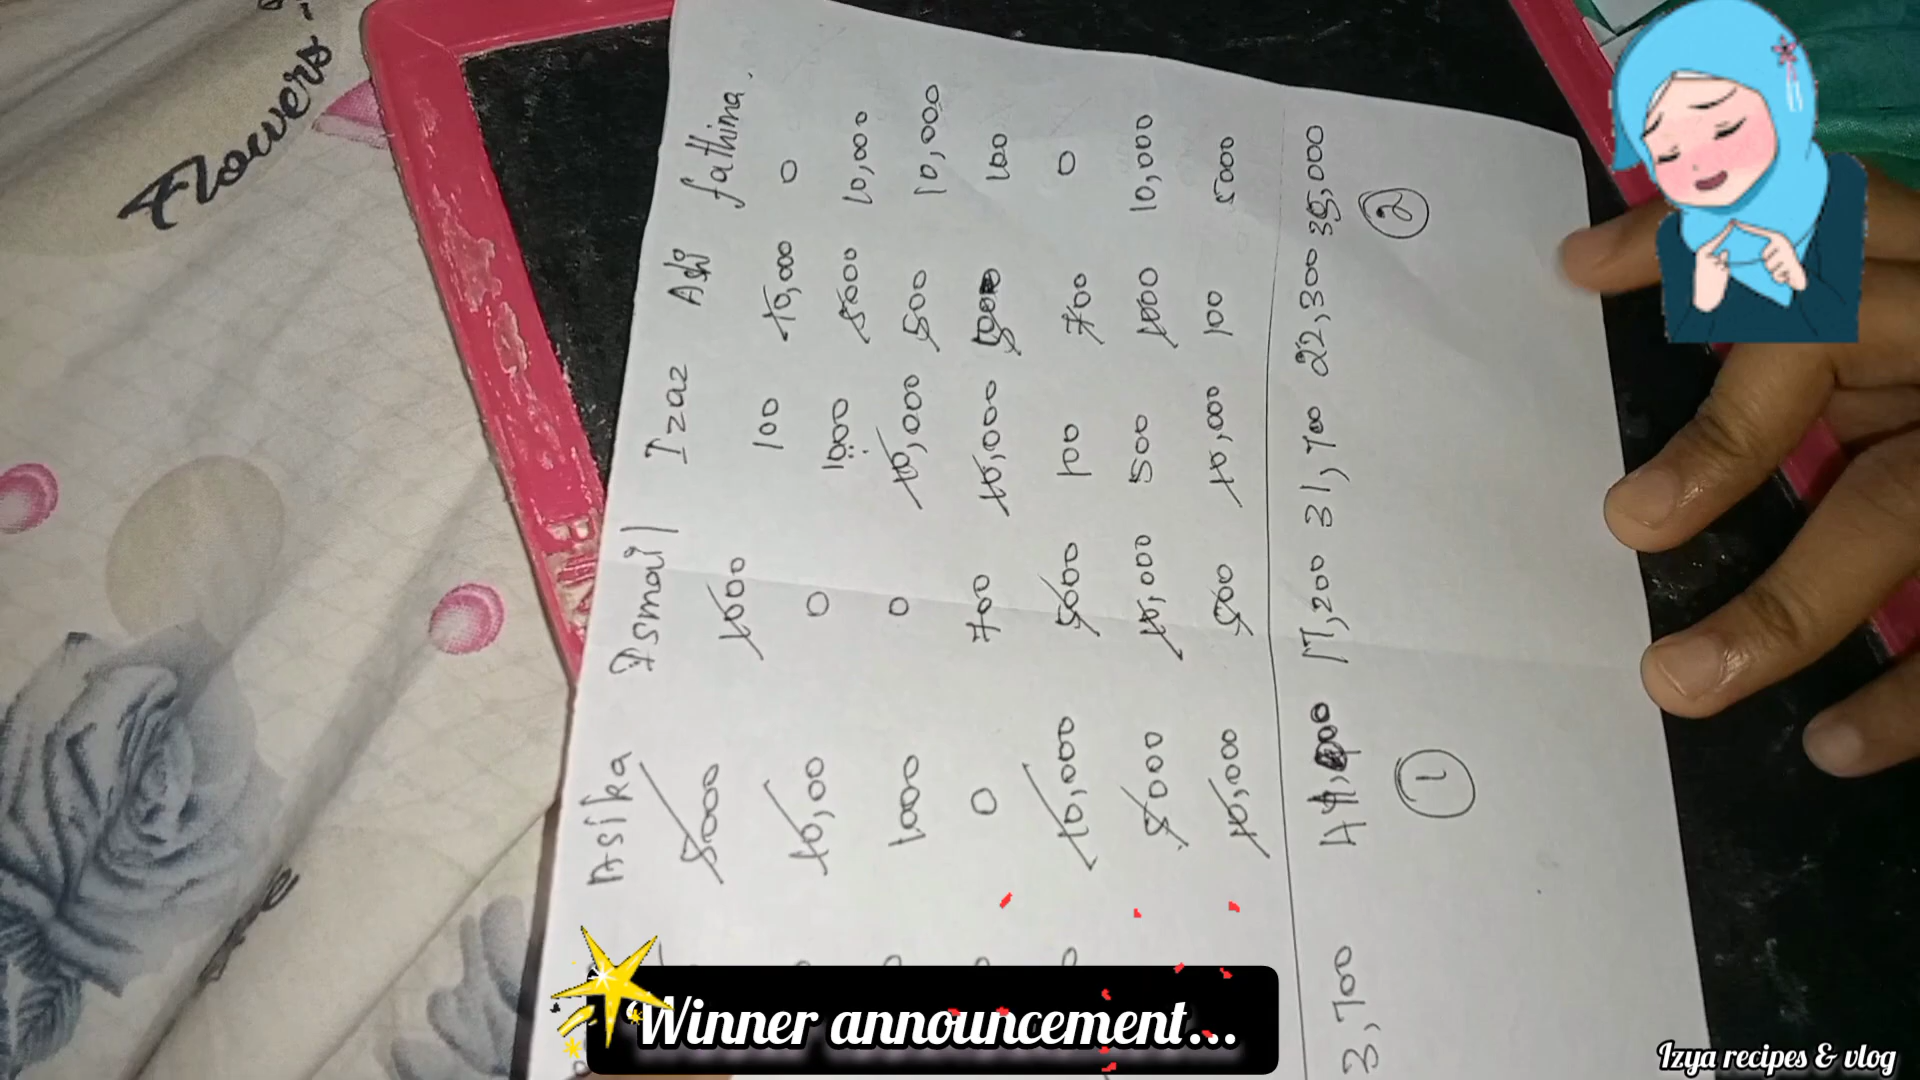 Flowers
Asika Ismail Izaz Adi fathima.
5000 1000 100 10,000 0
10,00 0 1000 5000 10,000
1000 0 10,000 500 10,000
0 700 10,000 100
10,000 5000 100 700 0
5000 10,000 500 1000 10,000
10,000 500 10,000 100 5000
3,700 17,200 31,700 22,300 35,000
1 2
Winner announcement...
Izya recipes & vlog